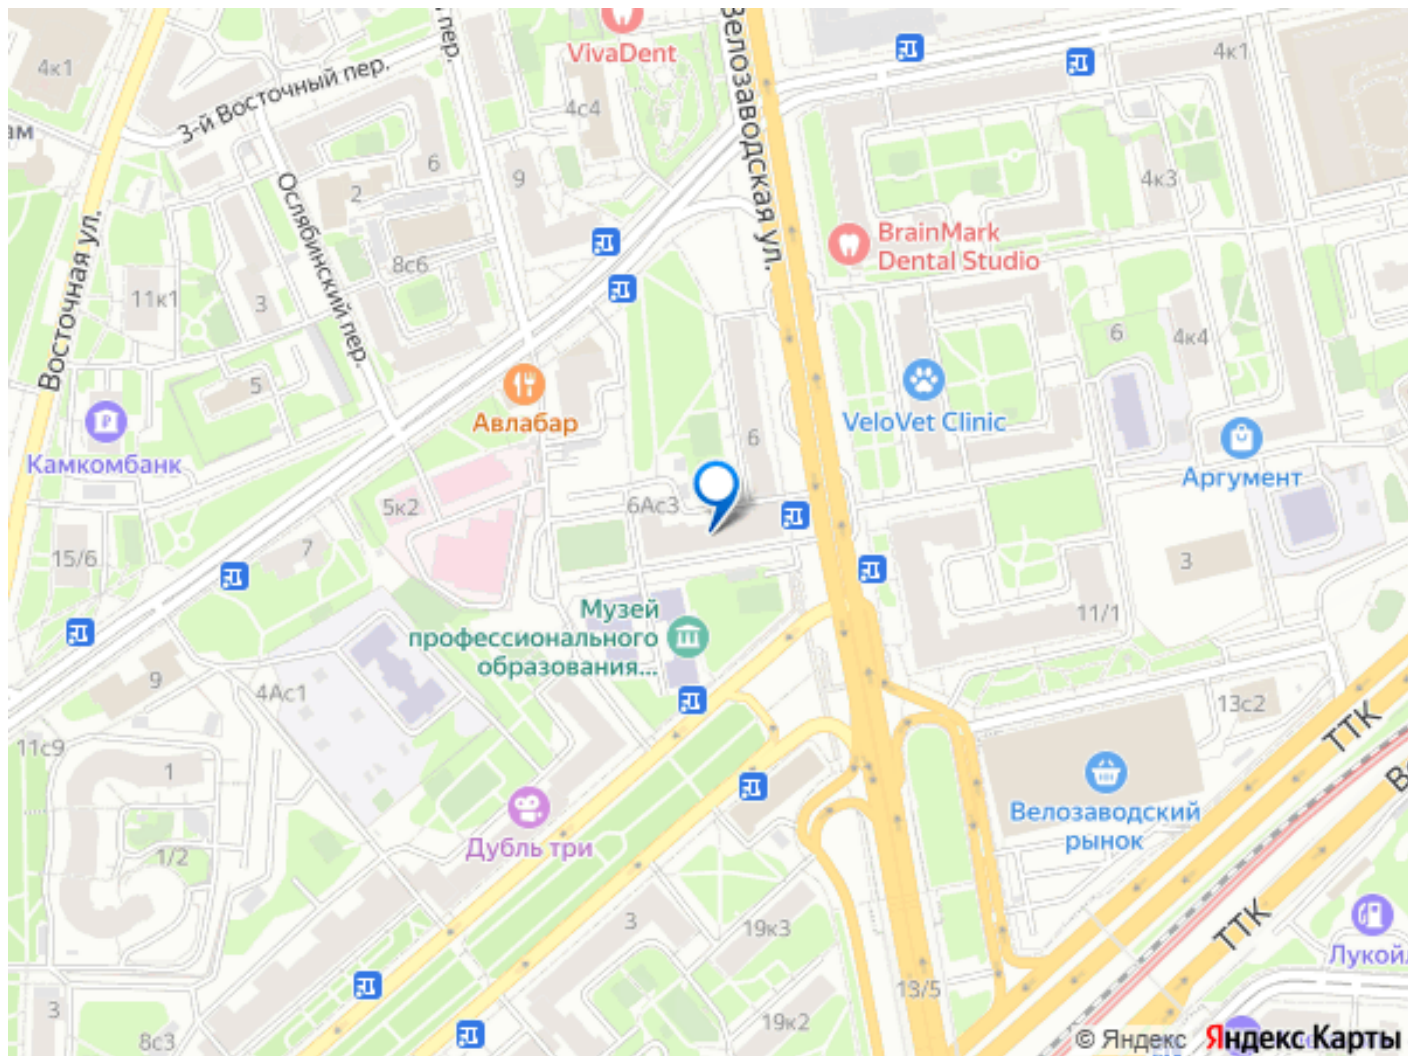 VivaDent
4к1
4к1
3-й Восточный пер.
пер.
4с4
Велозаводская ул.
ам
6
9
2
4к3
Ослябинский пер.
BrainMark
Dental Studio
8с6
11к1
3
Восточная ул.
6
4к4
5
Авлабар
VeloVet Clinic
6
Камкомбанк
Аргумент
5к2
6Ас3
7
15/6
3
Музей
профессионального
образования...
11/1
9
4Ас1
13с2
ТТК
11с9
1
Велозаводский
рынок
Дубль три
1/2
3
19к3
ТТК
Лукойл
13/5
3
8с3
19к2
© Яндекс Яндекс Карты